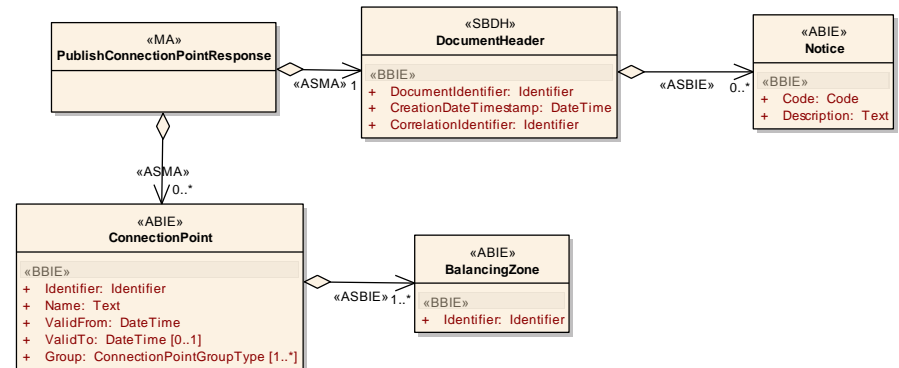 «MA»
PublishConnectionPointResponse
«ASMA»
1
«SBDH»
DocumentHeader
«BBIE»
+ DocumentIdentifier: Identifier
+ CreationDateTimestamp: DateTime
+ CorrelationIdentifier: Identifier
«ASBIE»
0..*
«ABIE»
Notice
«BBIE»
+ Code: Code
+ Description: Text
«ASMA»
0..*
«ABIE»
ConnectionPoint
«BBIE»
+ Identifier: Identifier
+ Name: Text
+ ValidFrom: DateTime
+ ValidTo: DateTime [0..1]
+ Group: ConnectionPointGroupType [1..*]
«ASBIE»
1..*
«ABIE»
BalancingZone
«BBIE»
+ Identifier: Identifier